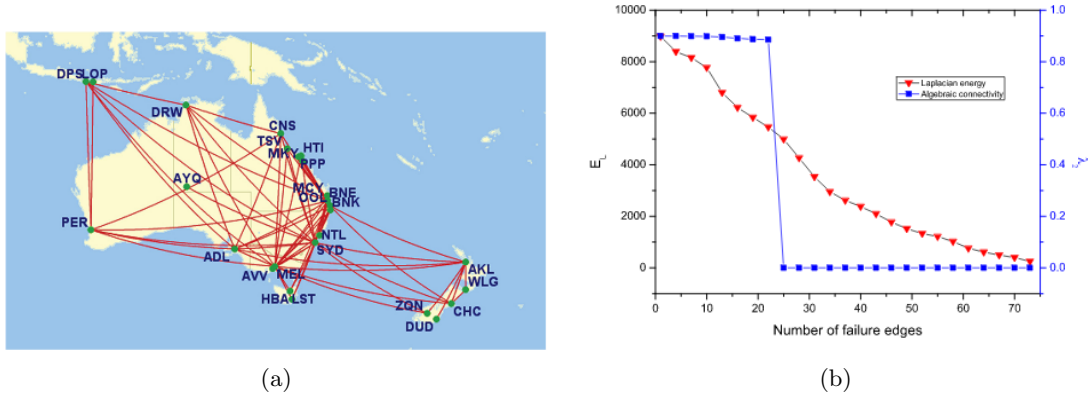 DPS LOP
DRW
CNS
TSV
MKY HTI
PPP
AYQ
MCY BNE
OOL BNK
PER
NTL
SYD
ADL
AVV MEL
HBA LST
AKL
WLG
ZQN CHC
DUD
(a)
10000
8000
6000
4000
2000
0
E_L
1.0
0.8
0.6
0.4
0.2
0.0
Laplacian energy
Algebraic connectivity
0 10 20 30 40 50 60 70
Number of failure edges
(b)